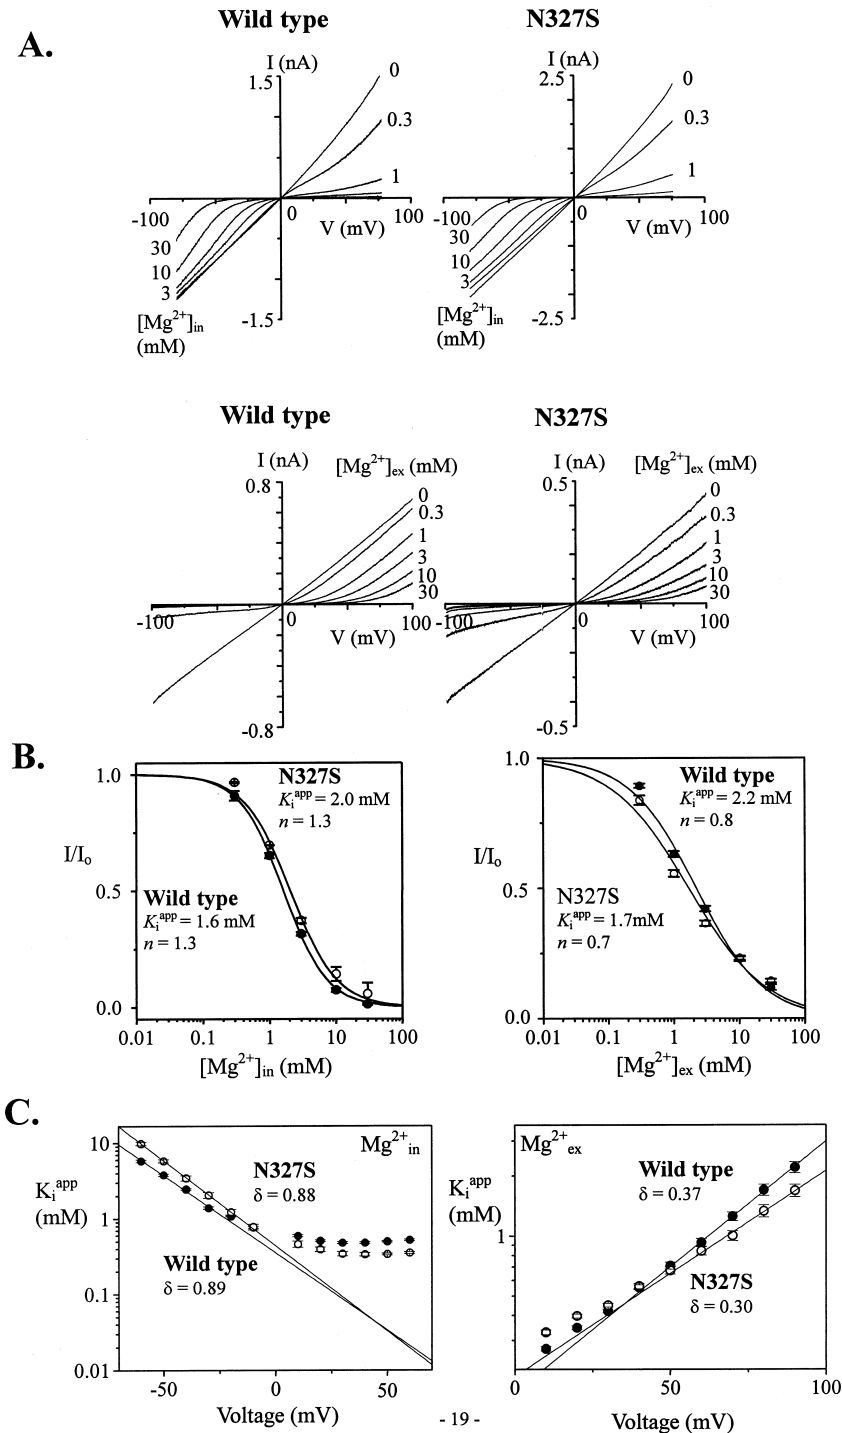 A.
Wild type
I (nA)
1.5
0
0.3
1
-100
0
100
V (mV)
30
10
3
[Mg²⁺]in
(mM)
-1.5
N327S
I (nA)
2.5
0
0.3
1
-100
0
100
V (mV)
30
10
3
[Mg²⁺]in
(mM)
-2.5
Wild type
I (nA)
[Mg²⁺]ex (mM)
0.8
0
0.3
1
3
10
30
-100
0
100
V (mV)
-0.8
N327S
I (nA)
[Mg²⁺]ex (mM)
0.5
0
0.3
1
3
10
30
-100
0
100
V (mV)
-0.5
B.
1.0
N327S
Kiapp = 2.0 mM
n = 1.3
I/Io
0.5
Wild type
Kiapp = 1.6 mM
n = 1.3
0.0
0.01 0.1 1 10 100
[Mg²⁺]in (mM)
1.0
Wild type
Kiapp = 2.2 mM
n = 0.8
I/Io
0.5
N327S
Kiapp = 1.7mM
n = 0.7
0.0
0.01 0.1 1 10 100
[Mg²⁺]ex (mM)
C.
10
Mg²⁺in
N327S
δ = 0.88
Kiapp
(mM)
1
Wild type
δ = 0.89
0.1
0.01
-50 0 50
Voltage (mV)
Mg²⁺ex
Wild type
δ = 0.37
Kiapp
(mM)
1
N327S
δ = 0.30
0 50 100
Voltage (mV)
- 19 -